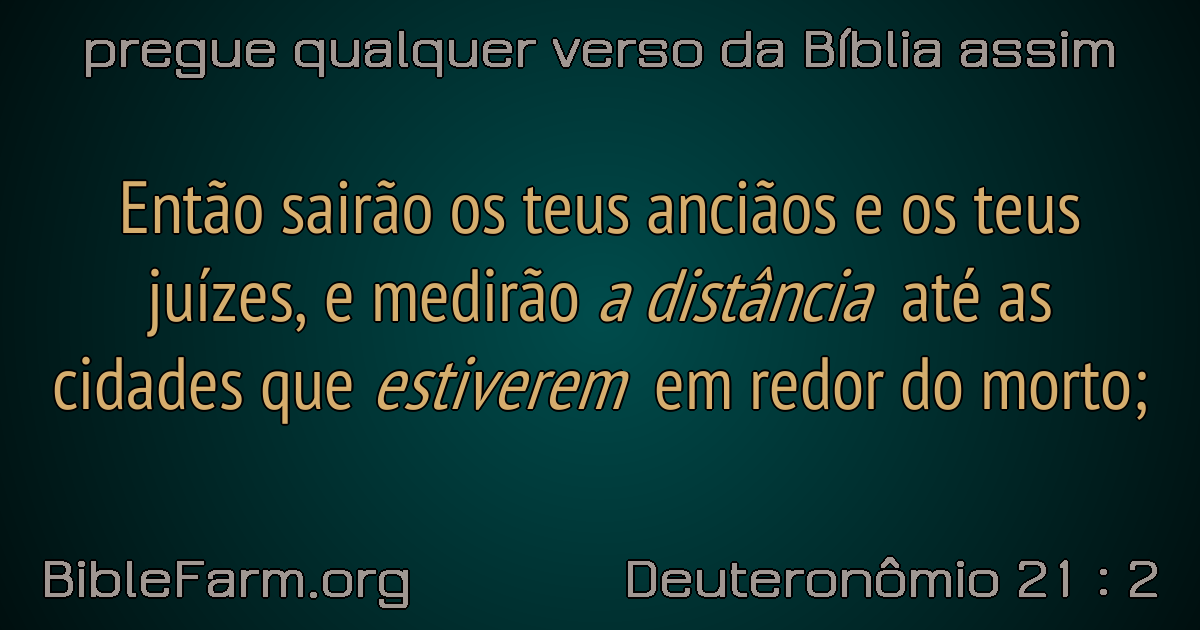 pregue qualquer verso da Bíblia assim
Então sairão os teus anciãos e os teus
juízes, e medirão a distância até as
cidades que estiverem em redor do morto;
BibleFarm.org
Deuteronômio 21 : 2